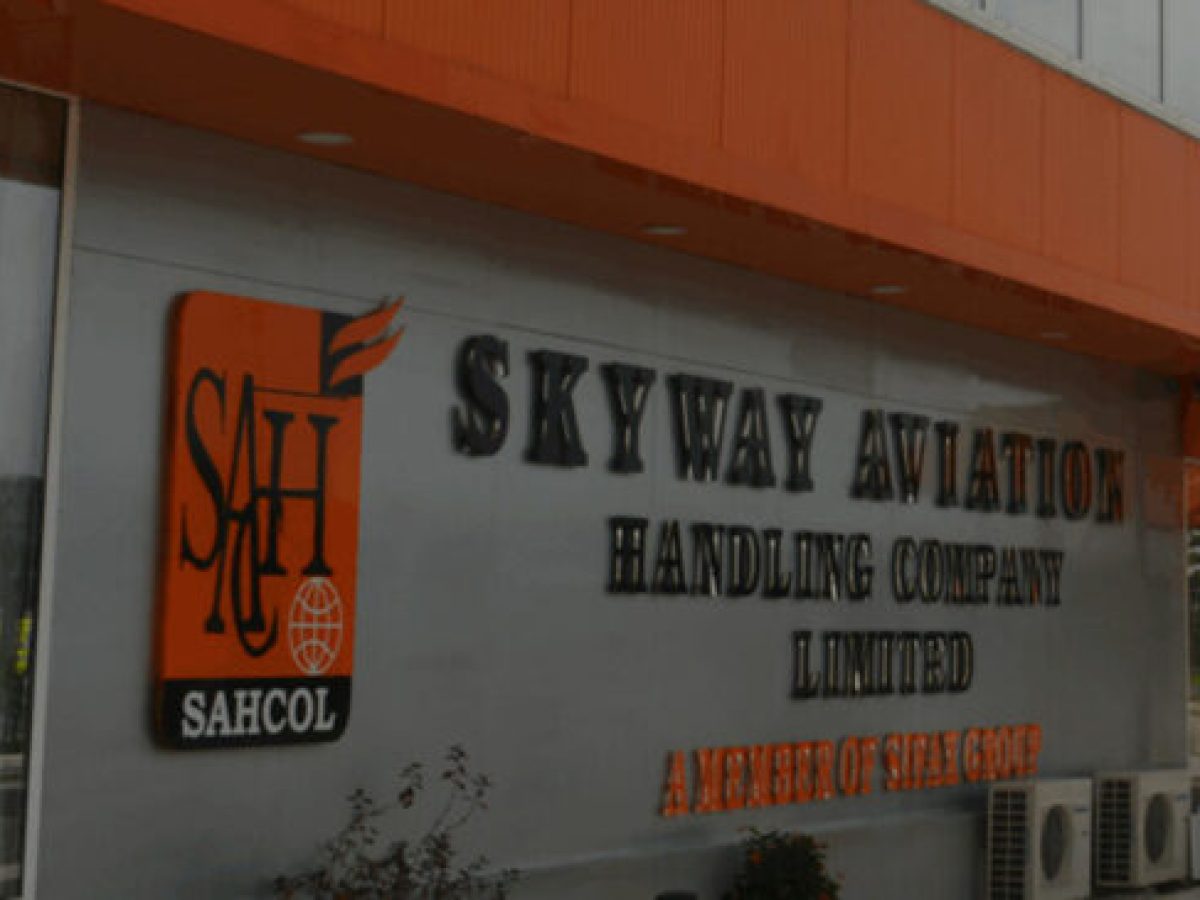 SAHCOL
SKYWAY AVIATION
HANDLING COMPANY
LIMITED
A MEMBER OF SIFAX GROUP